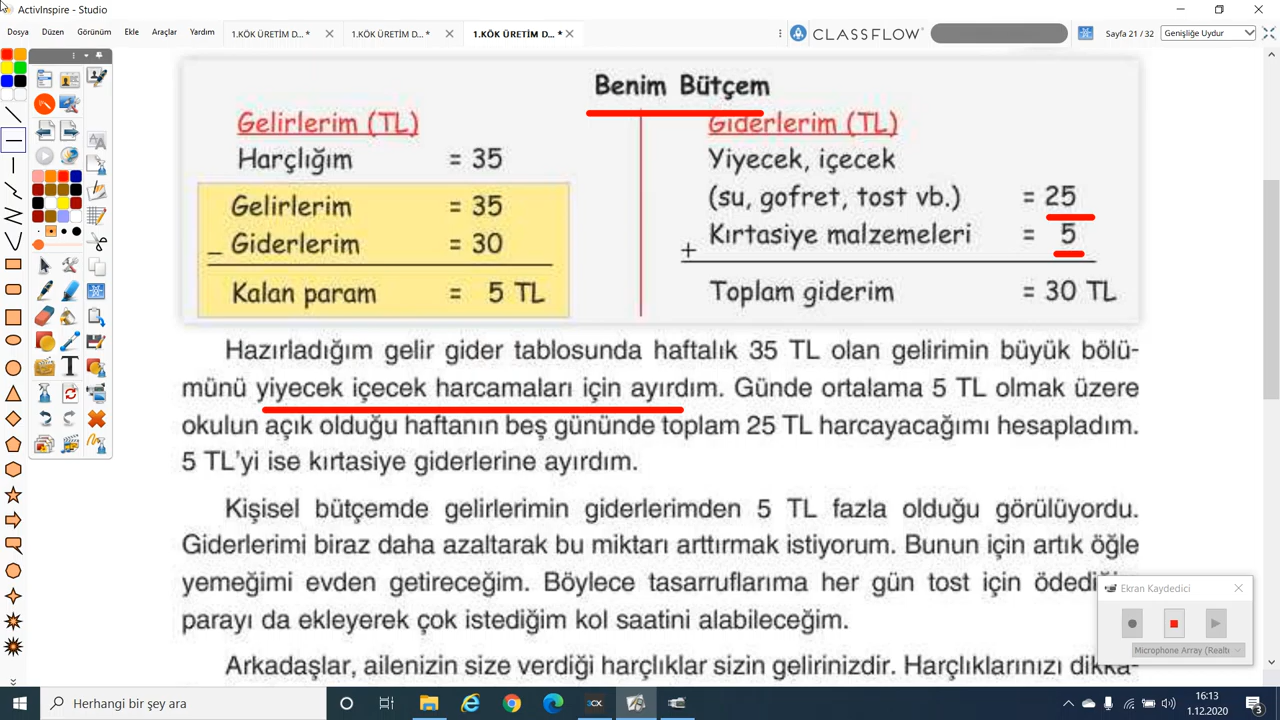 ActivInspire - Studio
Dosya Düzen Görünüm Ekle Araçlar Yardım
1.KÖK ÜRETİM D... * 1.KÖK ÜRETİM D... * 1.KÖK ÜRETİM D... *
CLASSFLOW
Sayfa 21 / 32 Genişliğe Uydur
Benim Bütçem
Gelirlerim (TL)
Harçlığım = 35
Gelirlerim = 35
_ Giderlerim = 30
Kalan param = 5 TL
Giderlerim (TL)
Yiyecek, içecek
(su, gofret, tost vb.) = 25
+ Kırtasiye malzemeleri = 5
Toplam giderim = 30 TL
Hazırladığım gelir gider tablosunda haftalık 35 TL olan gelirimin büyük bölü-
münü yiyecek içecek harcamaları için ayırdım. Günde ortalama 5 TL olmak üzere
okulun açık olduğu haftanın beş gününde toplam 25 TL harcayacağımı hesapladım.
5 TL'yi ise kırtasiye giderlerine ayırdım.
Kişisel bütçemde gelirlerimin giderlerimden 5 TL fazla olduğu görülüyordu.
Giderlerimi biraz daha azaltarak bu miktarı arttırmak istiyorum. Bunun için artık öğle
yemeğimi evden getireceğim. Böylece tasarruflarıma her gün tost için
parayı da ekleyerek çok istediğim kol saatini alabileceğim.
Arkadaşlar, ailenizin size verdiği harçlıklar sizin gelirinizdir. Harçlıklarınızı dikka-
Ekran Kaydedici
Microphone Array (Realte
Herhangi bir şey ara
16:13
1.12.2020
3